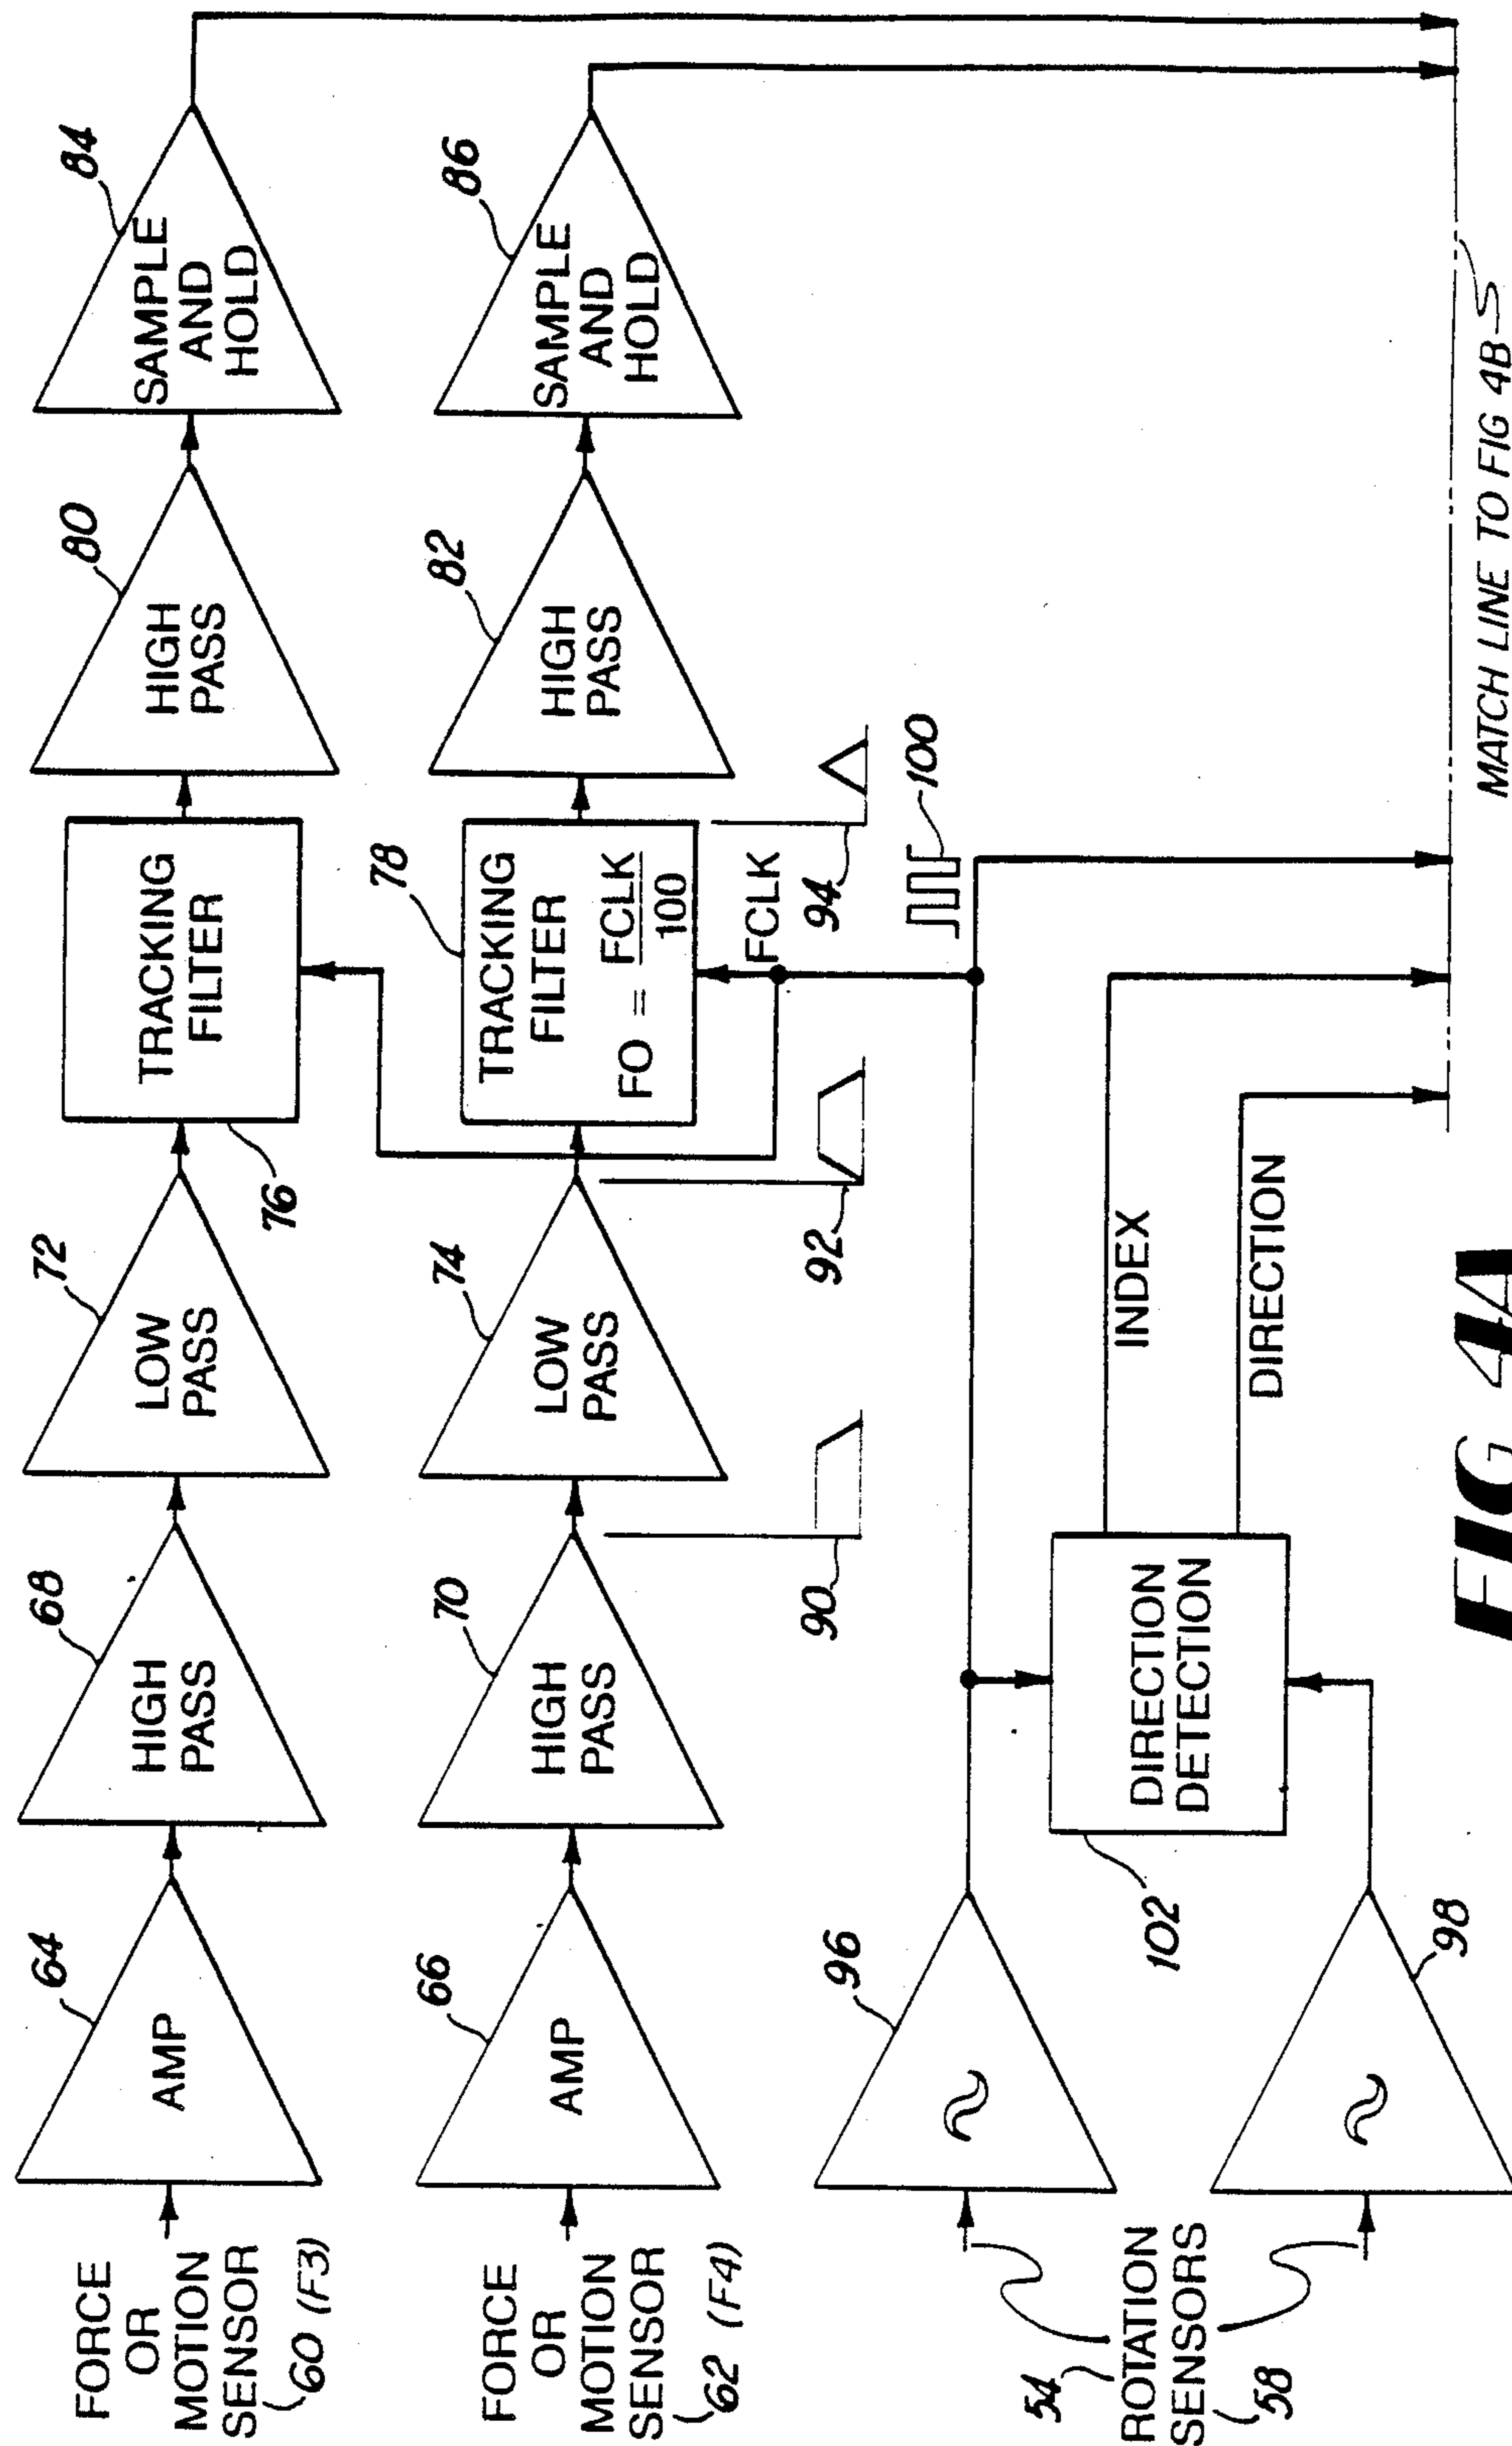 FORCE
OR
MOTION
SENSOR
60 (F3)
AMP
64
HIGH
PASS
68
LOW
PASS
72
TRACKING
FILTER
76
HIGH
PASS
80
SAMPLE
AND
HOLD
84
FORCE
OR
MOTION
SENSOR
62 (F4)
AMP
66
HIGH
PASS
70
LOW
PASS
74
TRACKING
FILTER
FO = FCLK
100
78
HIGH
PASS
82
SAMPLE
AND
HOLD
86
90
92
FCLK
94
100
54
ROTATION
SENSORS
58
96
98
DIRECTION
DETECTION
102
INDEX
DIRECTION
MATCH LINE TO FIG 4B
FIG 4A